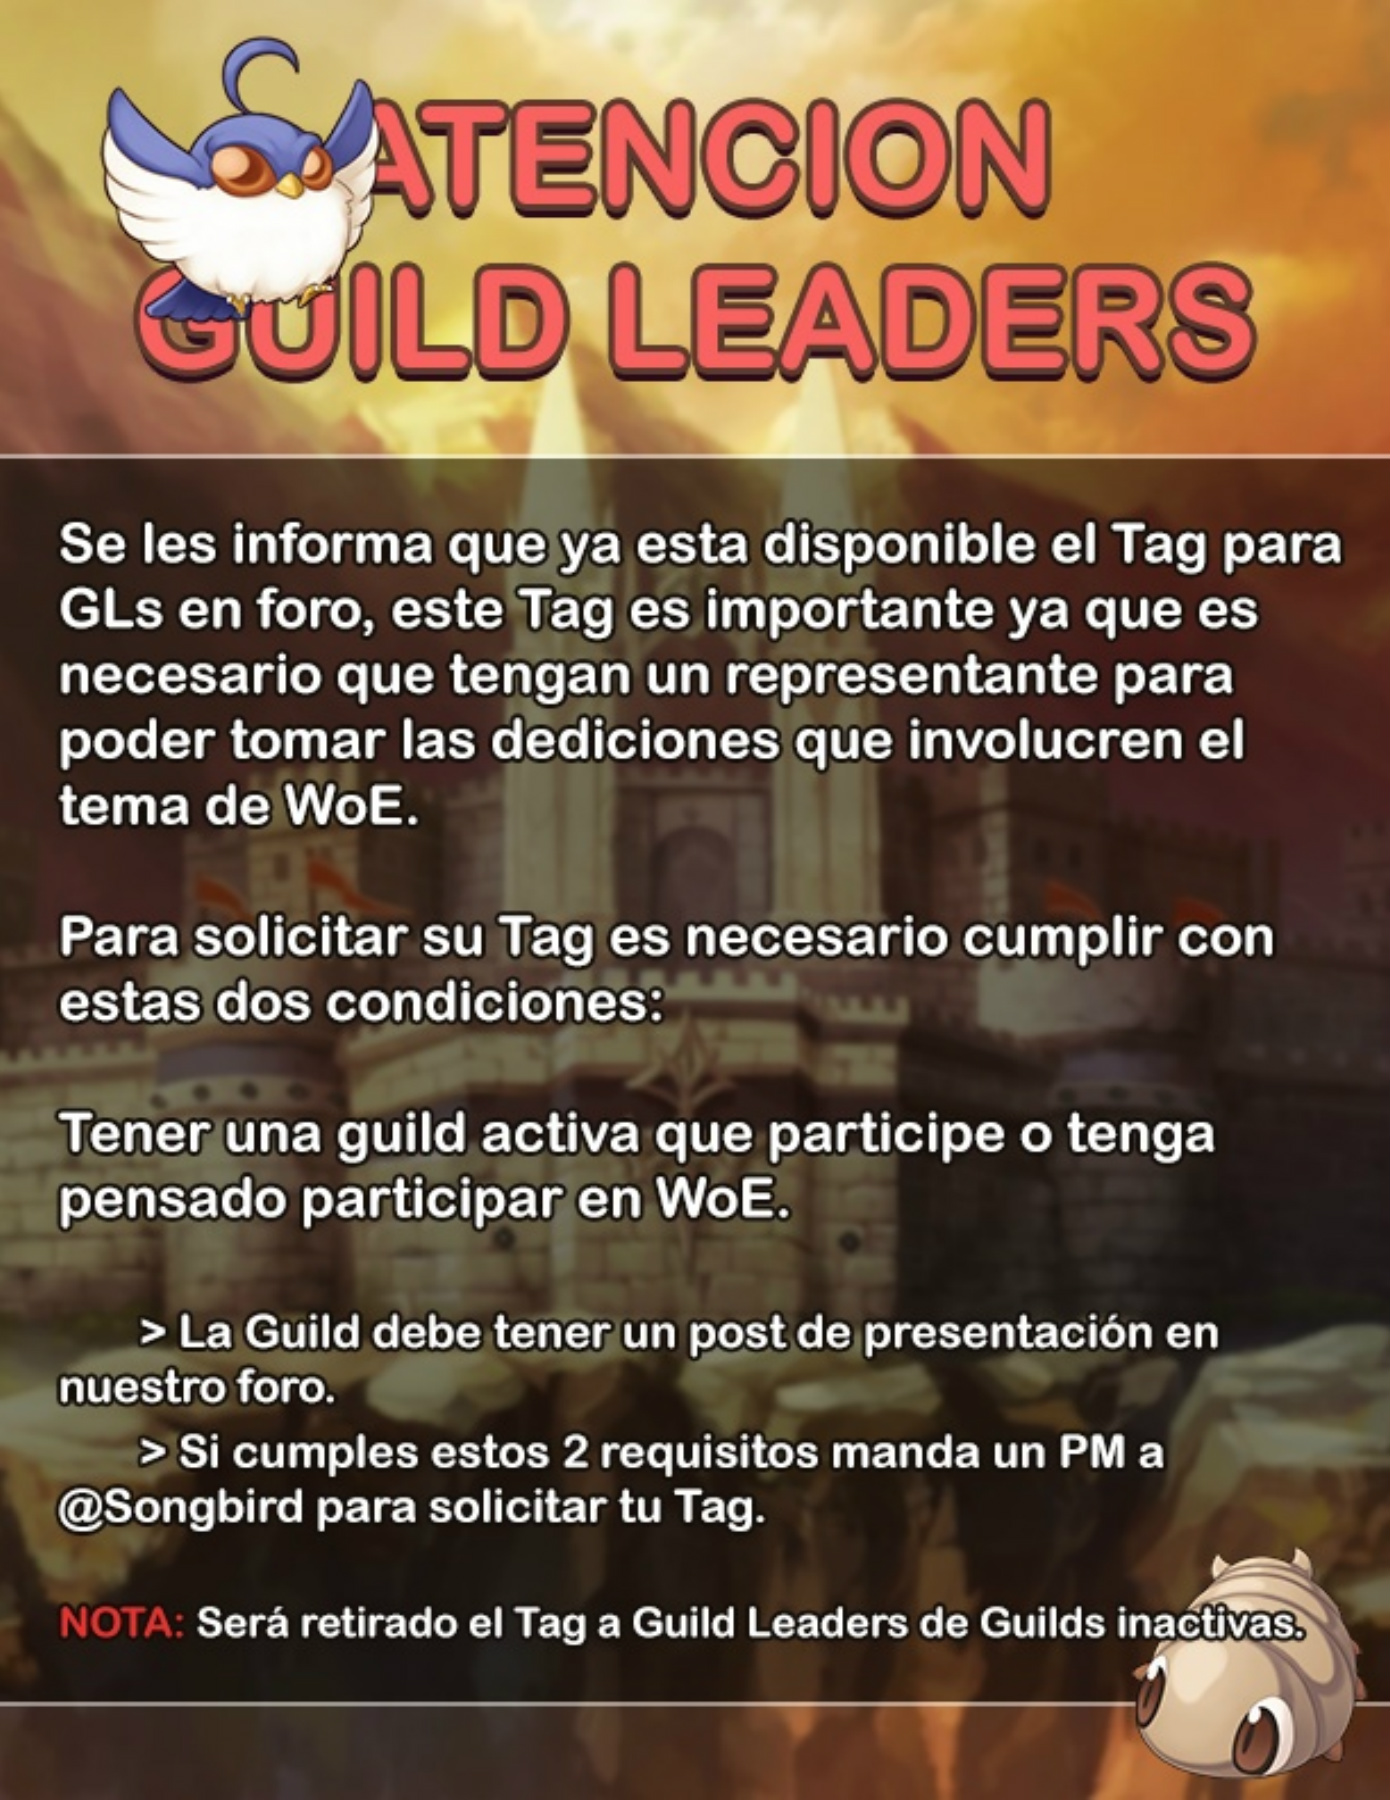 ATENCION
GUILD LEADERS
Se les informa que ya esta disponible el Tag para
GLs en foro, este Tag es importante ya que es
necesario que tengan un representante para
poder tomar las dediciones que involucren el
tema de WoE.
Para solicitar su Tag es necesario cumplir con
estas dos condiciones:
Tener una guild activa que participe o tenga
pensado participar en WoE.
> La Guild debe tener un post de presentación en
nuestro foro.
> Si cumples estos 2 requisitos manda un PM a
@Songbird para solicitar tu Tag.
NOTA: Será retirado el Tag a Guild Leaders de Guilds inactivas.